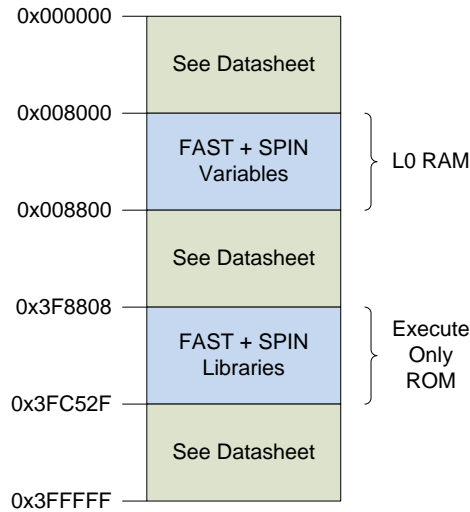 0x000000
See Datasheet
0x008000
FAST + SPIN
Variables
L0 RAM
0x008800
See Datasheet
0x3F8808
FAST + SPIN
Libraries
Execute
Only
ROM
0x3FC52F
See Datasheet
0x3FFFFF